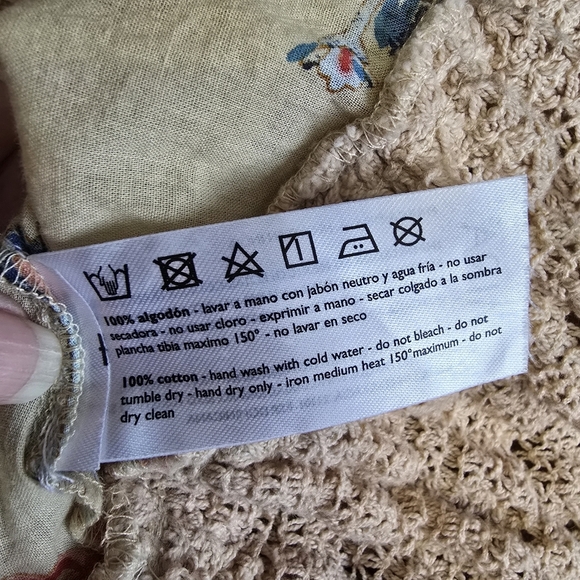 100% algodón - lavar a mano con jabón neutro y agua fría - no usar
secadora - no usar cloro - exprimir a mano - secar colgado a la sombra
plancha tibia maximo 150° - no lavar en seco
100% cotton - hand wash with cold water - do not bleach - do not
tumble dry - hand dry only - iron medium heat 150°maximum - do not
dry clean